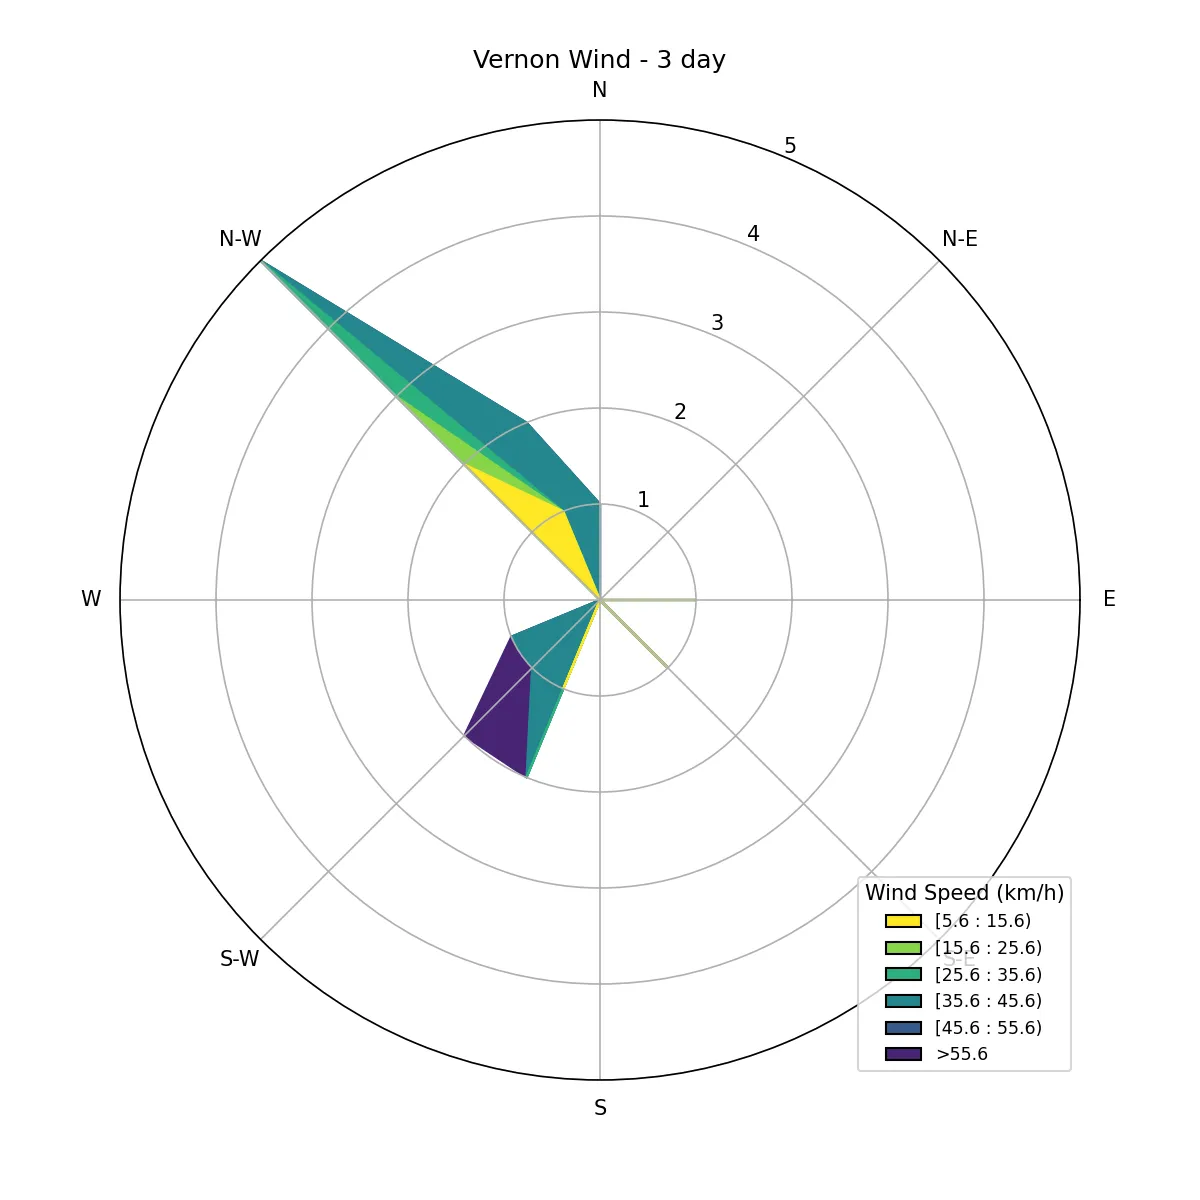 Vernon Wind - 3 day
N
5
N-W
N-E
4
3
2
1
W
E
S-W
S-E
Wind Speed (km/h)
[5.6 : 15.6)
[15.6 : 25.6)
[25.6 : 35.6)
[35.6 : 45.6)
[45.6 : 55.6)
>55.6
S